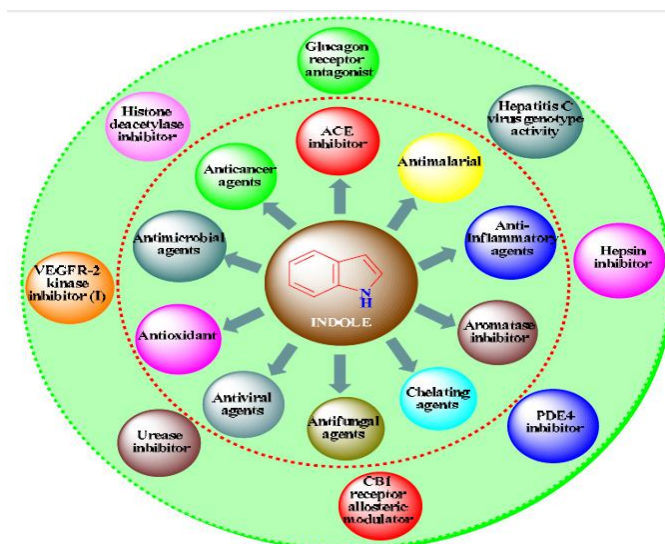 Glucagon
receptor
antagonist
Histone
deacetylase
inhibitor
Hepatitis C
virus genotype
activity
ACE
inhibitor
Anticancer
agents
Antimalarial
Antimicrobial
agents
Anti-
Inflammatory
agents
VEGFR-2
kinase
inhibitor (I)
Hepsin
inhibitor
N
H
INDOLE
Antioxidant
Aromatase
inhibitor
Antiviral
agents
Chelating
agents
Antifungal
agents
Urease
inhibitor
PDE4
inhibitor
CB1
receptor
allosteric
modulator